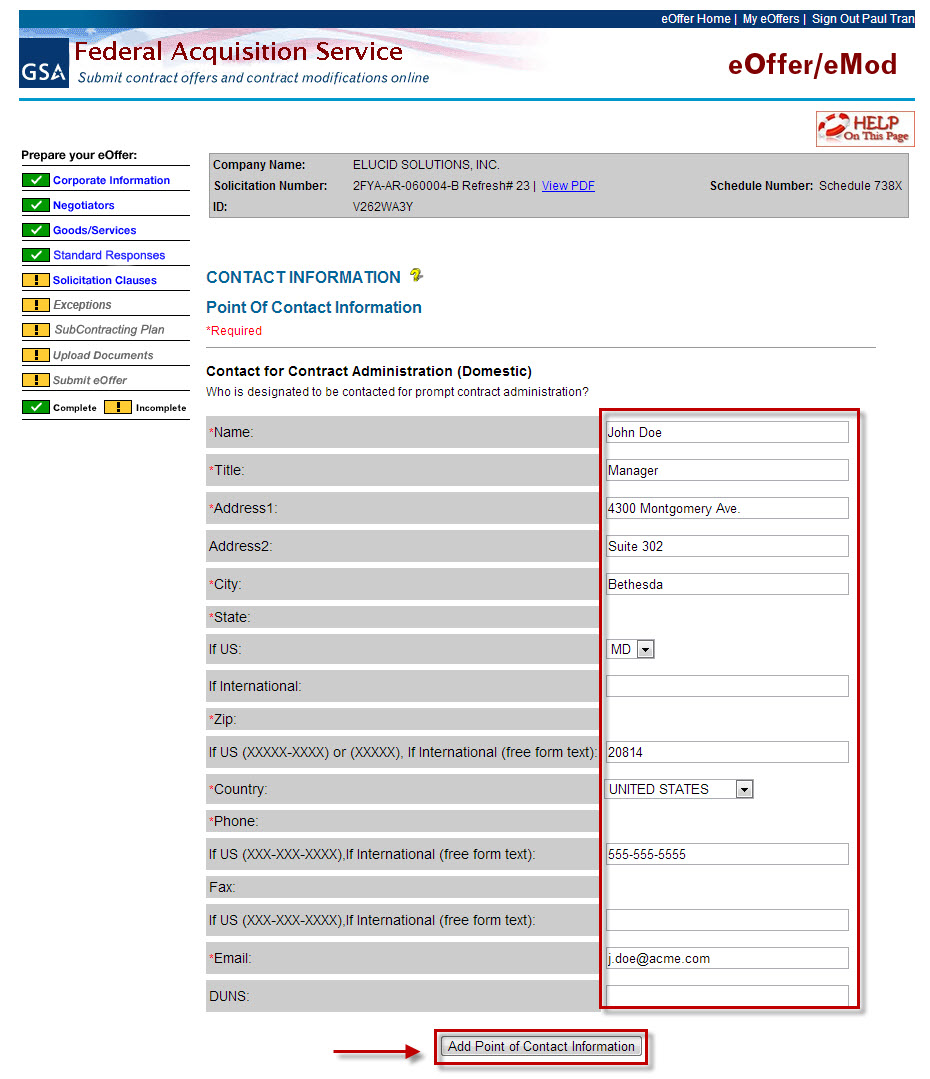 eOffer Home | My eOffers | Sign Out Paul Tran
GSA
Federal Acquisition Service
Submit contract offers and contract modifications online
eOffer/eMod
HELP
On This Page
Prepare your eOffer:
Corporate Information
Negotiators
Goods/Services
Standard Responses
! Solicitation Clauses
! Exceptions
! SubContracting Plan
! Upload Documents
! Submit eOffer
Complete ! Incomplete
Company Name: ELUCID SOLUTIONS, INC.
Solicitation Number: 2FYA-AR-060004-B Refresh# 23 | View PDF Schedule Number: Schedule 738X
ID: V262WA3Y
CONTACT INFORMATION ?
Point Of Contact Information
*Required
Contact for Contract Administration (Domestic)
Who is designated to be contacted for prompt contract administration?
*Name: John Doe
*Title: Manager
*Address1: 4300 Montgomery Ave.
Address2: Suite 302
*City: Bethesda
*State:
If US: MD
If International:
*Zip:
If US (XXXXX-XXXX) or (XXXXX), If International (free form text): 20814
*Country: UNITED STATES
*Phone:
If US (XXX-XXX-XXXX),If International (free form text): 555-555-5555
Fax:
If US (XXX-XXX-XXXX),If International (free form text):
*Email: j.doe@acme.com
DUNS:
Add Point of Contact Information